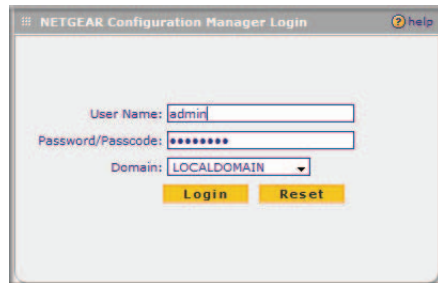 NETGEAR Configuration Manager Login ? help
User Name: admin
Password/Passcode: ••••••••
Domain: LOCALDOMAIN
Login Reset